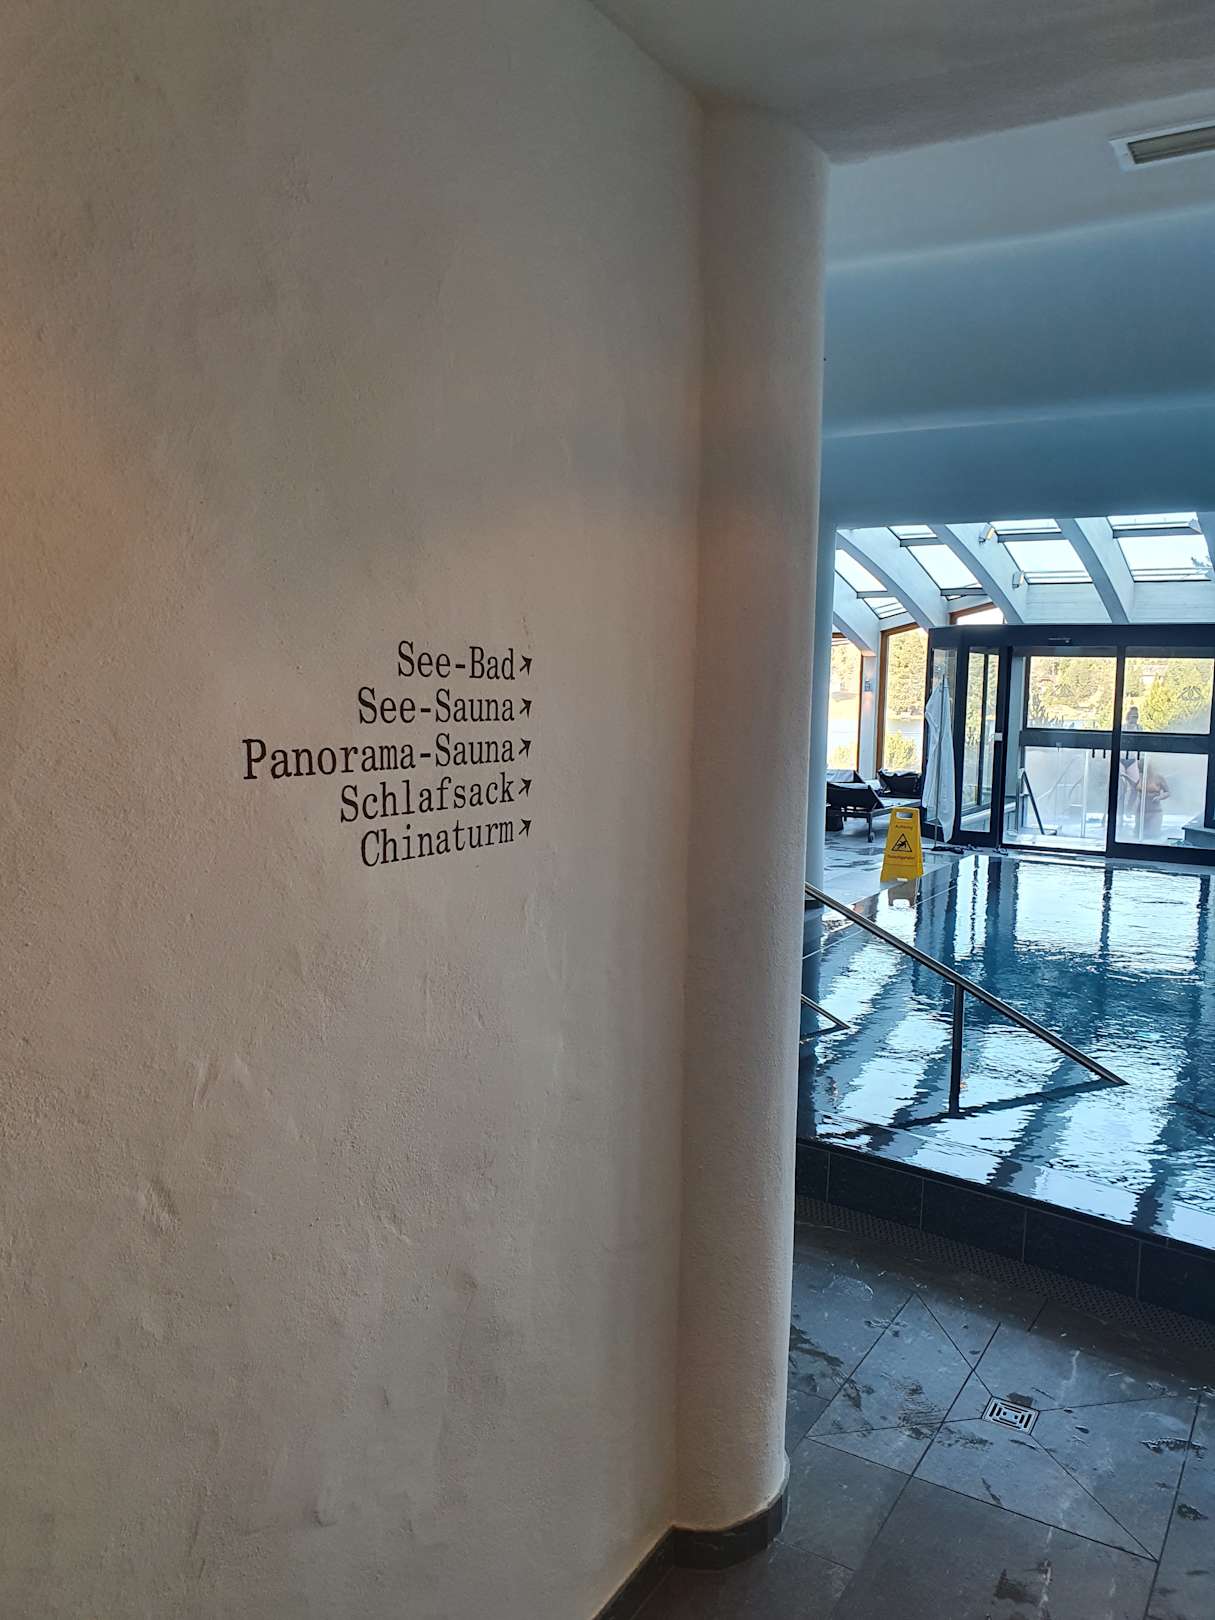 See-Bad↗
See-Sauna↗
Panorama-Sauna↗
Schlafsack↗
Chinaturm↗